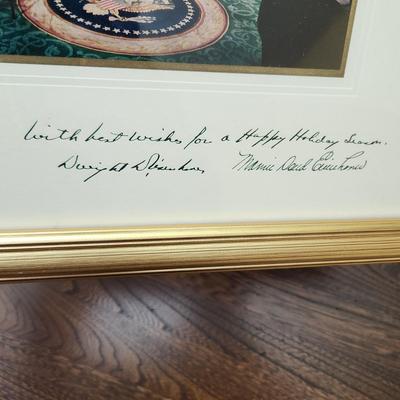 With best wishes for a Happy Holiday Season.
Dwight D. Eisenhower Mamie Doud Eisenhower